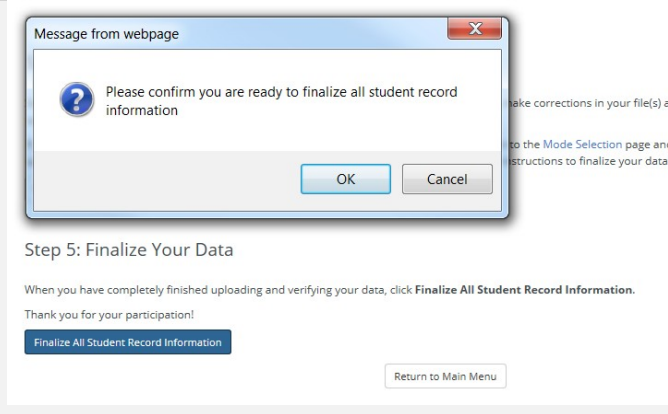 Message from webpage
Please confirm you are ready to finalize all student record
information
OK
Cancel
make corrections in your file(s) a
to the Mode Selection page and
structions to finalize your data
Step 5: Finalize Your Data
When you have completely finished uploading and verifying your data, click Finalize All Student Record Information.
Thank you for your participation!
Finalize All Student Record Information
Return to Main Menu